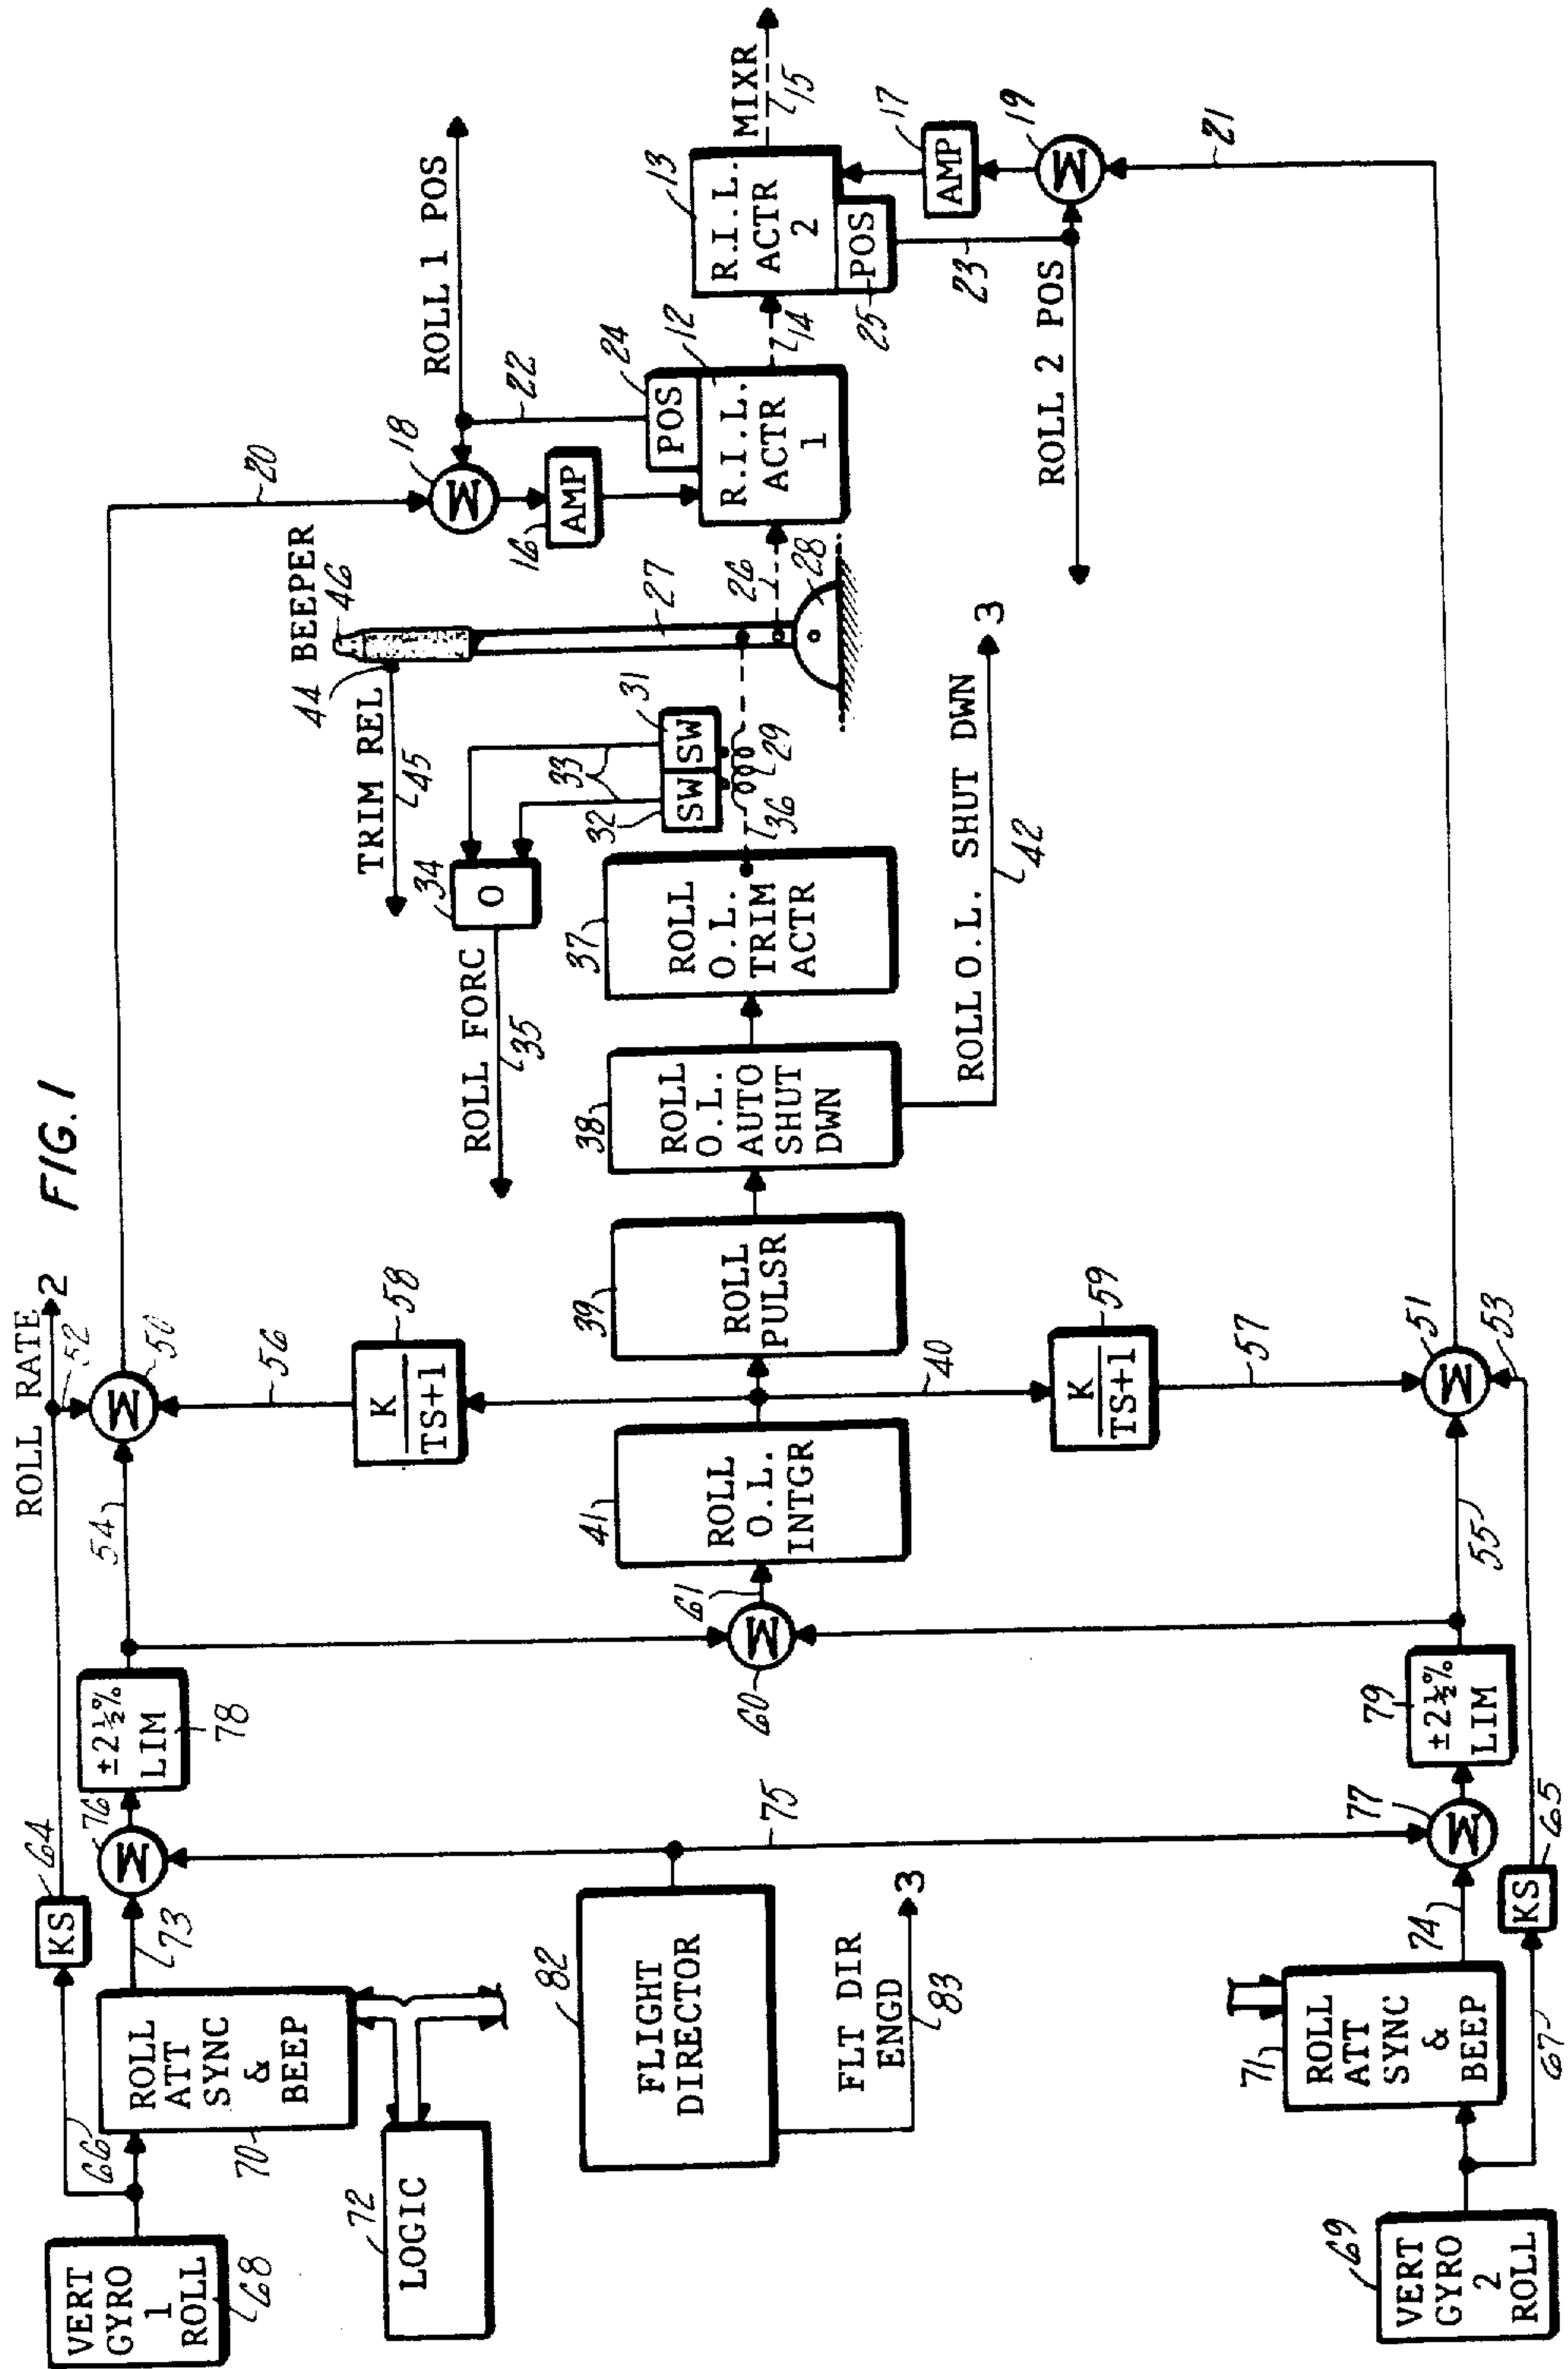 FIG. 1
ROLL RATE
2
52
50
54
56
58
K
TS+1
VERT
GYRO
1
ROLL
68
66
KS
64
ROLL
ATT
SYNC
&
BEEP
70
LOGIC
72
73
76
±2½%
LIM
78
M
FLIGHT
DIRECTOR
82
FLT DIR
ENGD
83
3
75
60
M
61
ROLL
O.L.
INTGR
41
40
ROLL
PULSR
39
ROLL
O.L.
AUTO
SHUT
DWN
38
ROLL O.L. SHUT DWN
42
3
ROLL
O.L.
TRIM
ACTR
37
36
29
SW
SW
31
32
33
O
34
ROLL FORC
35
TRIM REL
45
44
BEEPER
46
27
26
28
20
18
M
AMP
16
ROLL 1 POS
22
POS
24
R.I.L.
ACTR
1
12
14
R.I.L.
ACTR
2
13
MIXR
15
POS
25
23
AMP
17
M
19
21
ROLL 2 POS
VERT
GYRO
2
ROLL
69
67
KS
65
ROLL
ATT
SYNC
&
BEEP
71
74
M
77
±2½%
LIM
79
55
M
51
53
57
K
TS+1
59
M
M